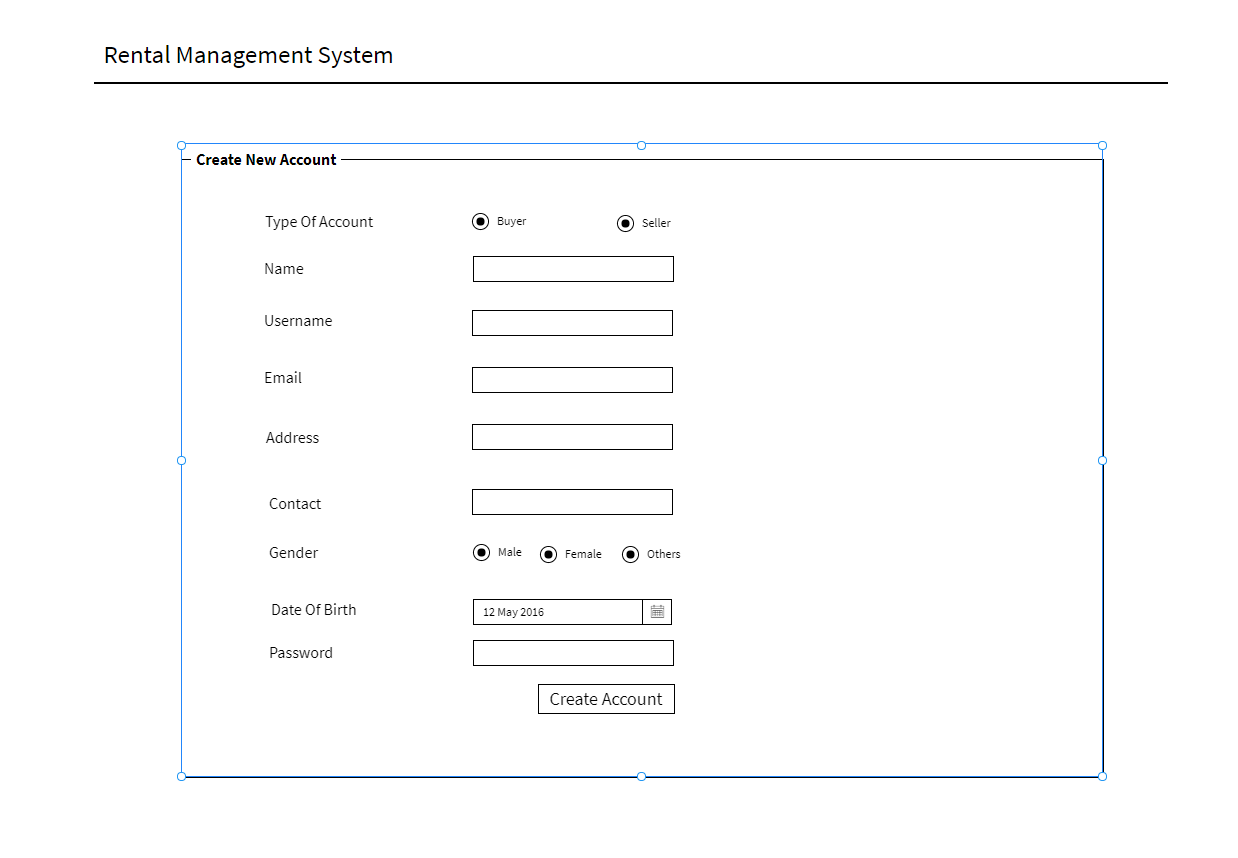 Rental Management System
Create New Account
Type Of Account Buyer Seller
Name
Username
Email
Address
Contact
Gender Male Female Others
Date Of Birth 12 May 2016
Password
Create Account